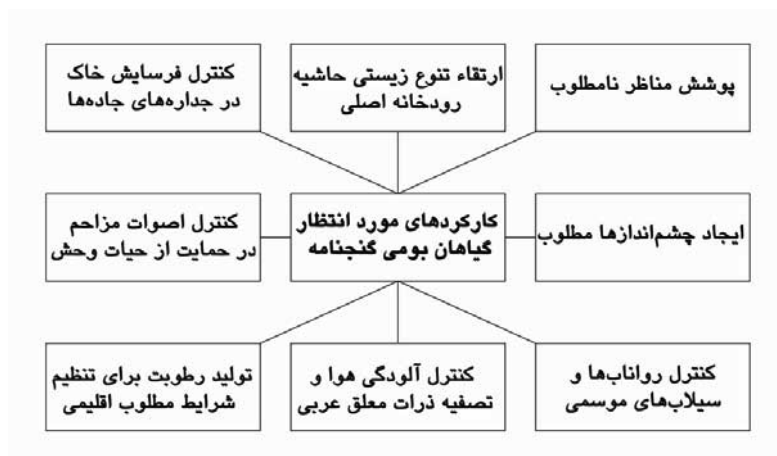 پوشش مناظر نامطلوب
ارتقاء تنوع زیستی حاشیه
رودخانه اصلی
کنترل فرسایش خاک
در جداره‌های جاده‌ها
ایجاد چشم‌اندازها مطلوب
کارکردهای مورد انتظار
گیاهان بومی گنجنامه
کنترل اصوات مزاحم
در حمایت از حیات وحش
کنترل رواناب‌ها و
سیلاب‌های موسمی
کنترل آلودگی هوا و
تصفیه ذرات معلق عربی
تولید رطوبت برای تنظیم
شرایط مطلوب اقلیمی